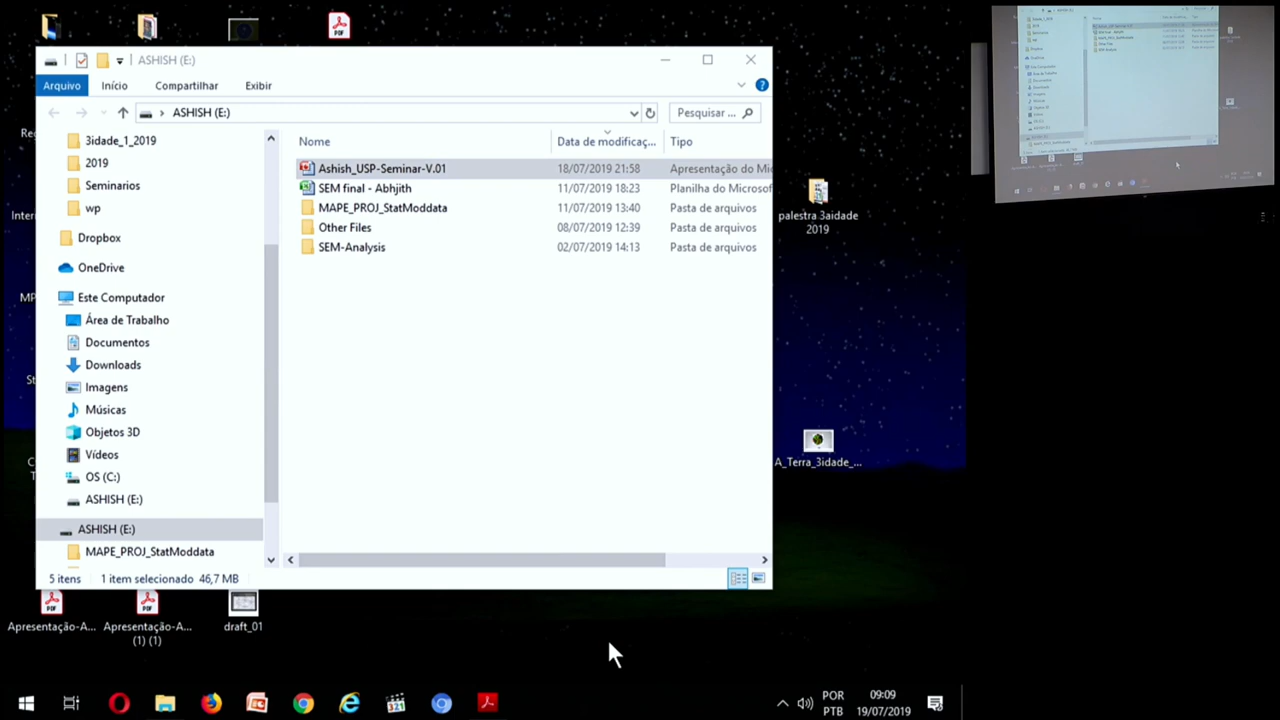 ASHISH (E:)
Arquivo Início Compartilhar Exibir
ASHISH (E:)
Pesquisar ...
Nome Data de modificaç... Tipo
3idade_1_2019
2019
Seminarios
wp
Dropbox
OneDrive
Este Computador
Área de Trabalho
Documentos
Downloads
Imagens
Músicas
Objetos 3D
Vídeos
OS (C:)
ASHISH (E:)
ASHISH (E:)
MAPE_PROJ_StatModdata
Ashish_USP-Seminar-V.01 18/07/2019 21:58 Apresentação do Mi
SEM final - Abhjith 11/07/2019 18:23 Planilha do Microsof
MAPE_PROJ_StatModdata 11/07/2019 13:40 Pasta de arquivos
Other Files 08/07/2019 12:39 Pasta de arquivos
SEM-Analysis 02/07/2019 14:13 Pasta de arquivos
5 itens 1 item selecionado 46,7 MB
palestra 3aidade
2019
A_Terra_3idade_...
Apresentação-A...
Apresentação-A...
(1) (1)
draft_01
POR
PTB
09:09
19/07/2019